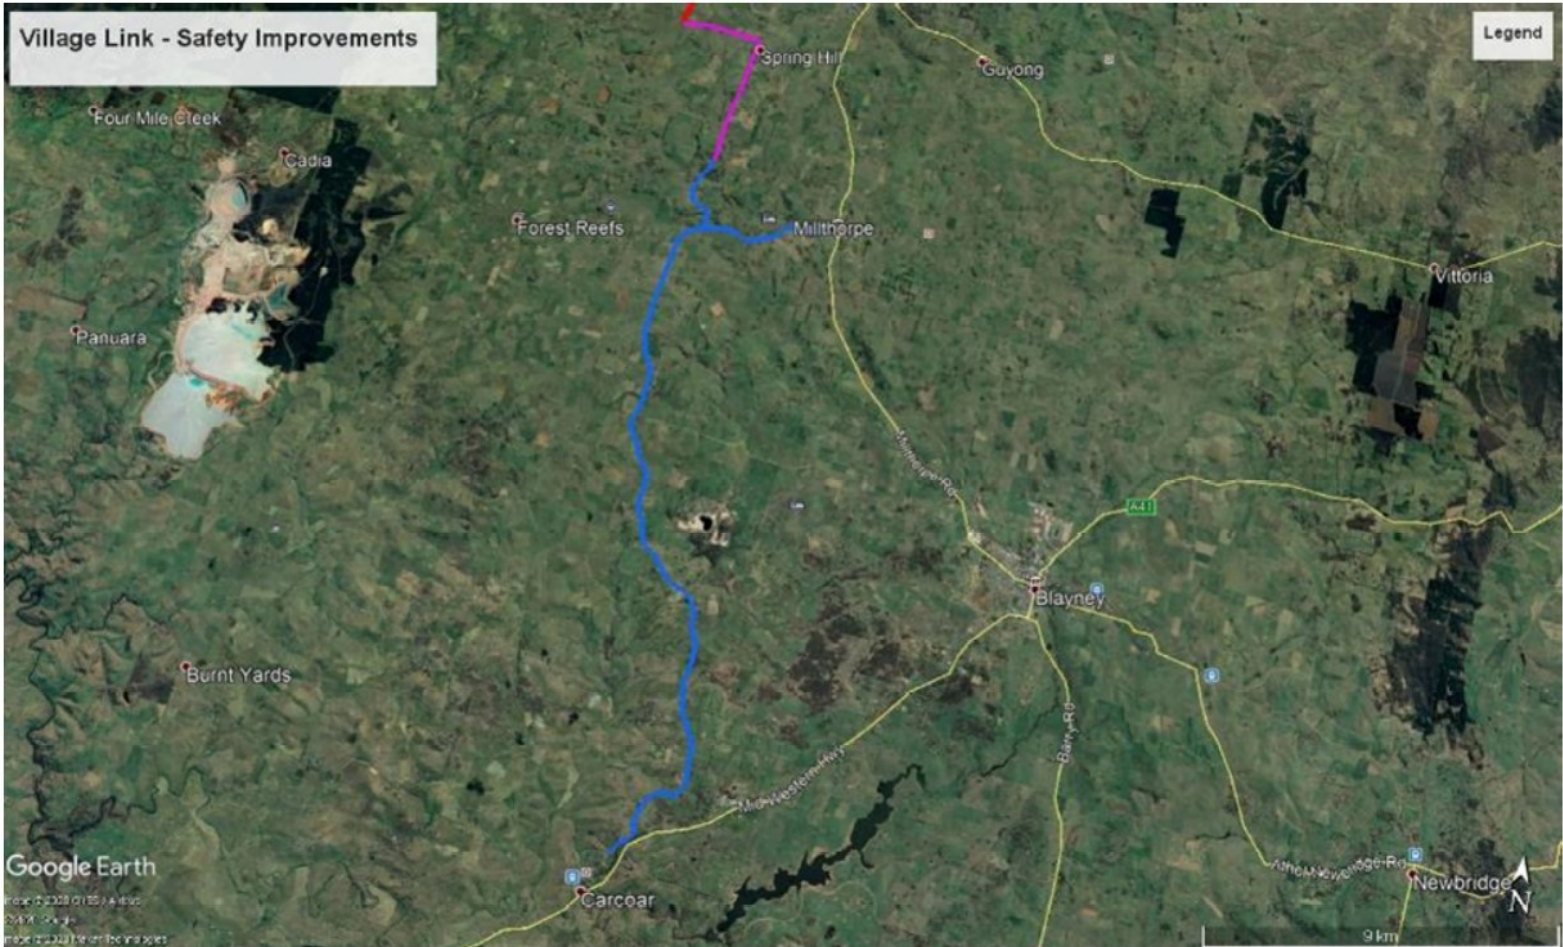 Village Link - Safety Improvements
Legend
Spring Hill
Guyong
Four Mile Creek
Cadia
Forest Reefs
Millthorpe
Vittoria
Panuara
Millthorpe Rd
A41
Blayney
Burnt Yards
Barry Rd
Mid Western Hwy
Google Earth
Newbridge
Carcoar
N
9 km